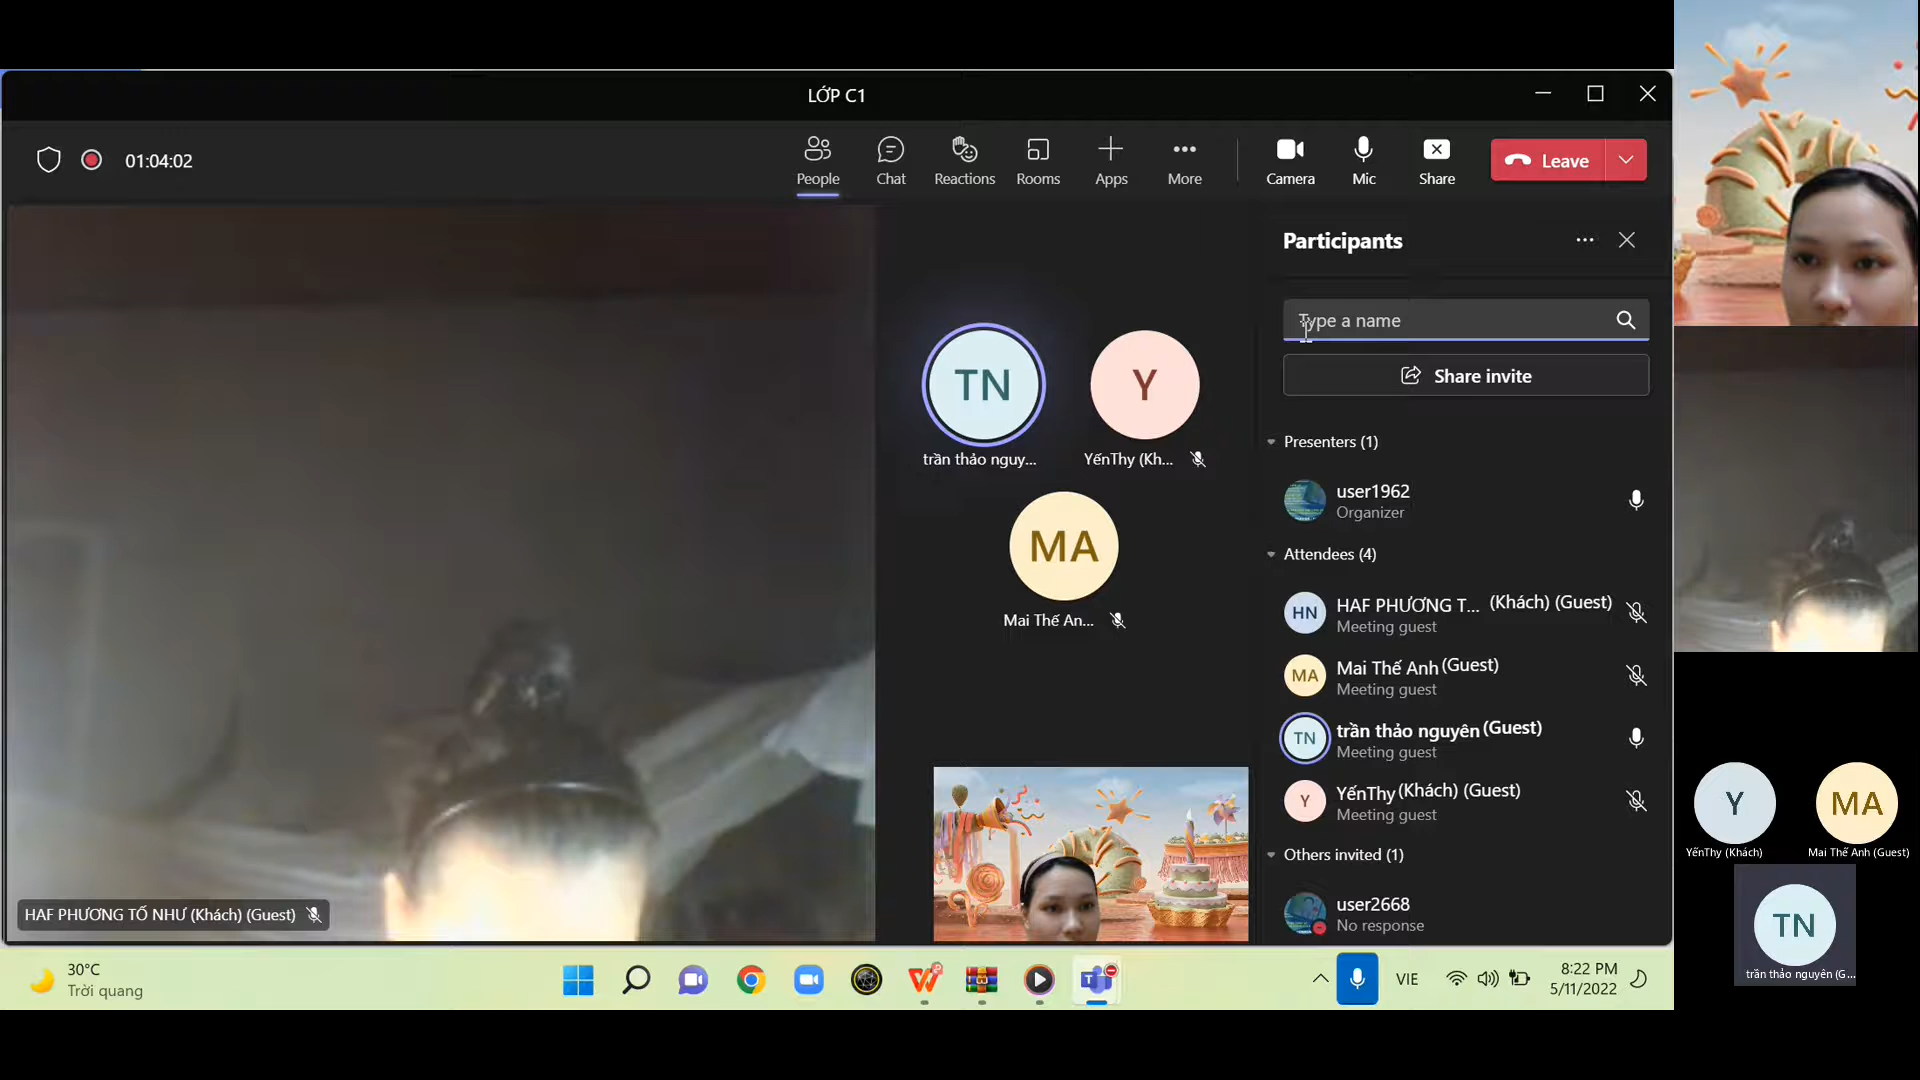 LỚP C1
01:04:02
People
Chat
Reactions
Rooms
Apps
More
Camera
Mic
Share
Leave
Participants
Type a name
Share invite
Presenters (1)
user1962
Organizer
Attendees (4)
HN
HAF PHƯƠNG T... (Khách) (Guest)
Meeting guest
MA
Mai Thế Anh (Guest)
Meeting guest
TN
trần thảo nguyên (Guest)
Meeting guest
Y
YếnThy (Khách) (Guest)
Meeting guest
Others invited (1)
user2668
No response
TN
trần thảo nguy...
Y
YếnThy (Kh...
MA
Mai Thế An...
HAF PHƯƠNG TỐ NHƯ (Khách) (Guest)
Y
YếnThy (Khách)
MA
Mai Thế Anh (Guest)
TN
trần thảo nguyên (G...
30°C
Trời quang
VIE
8:22 PM
5/11/2022